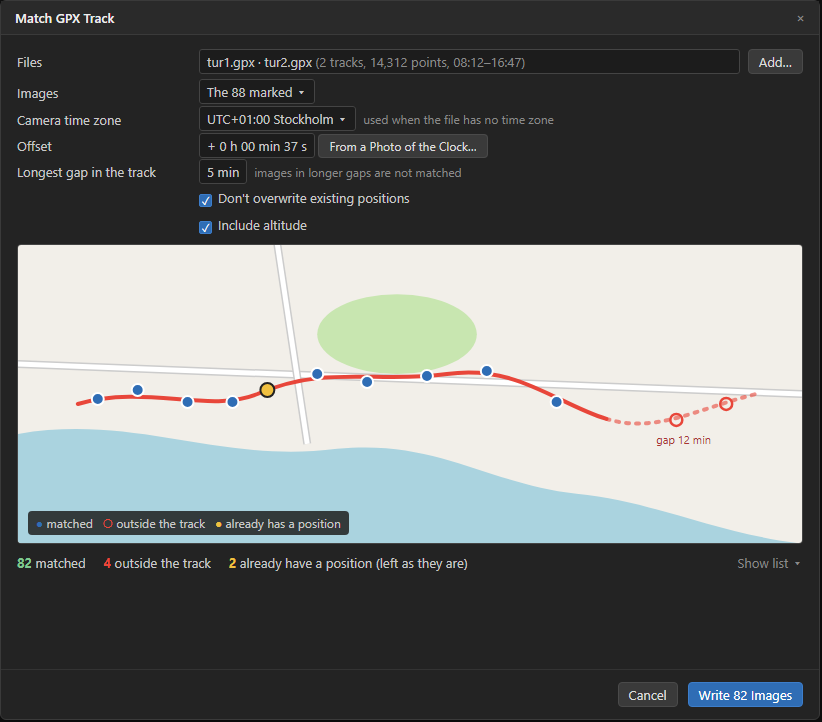 Match GPX Track ×
Files tur1.gpx · tur2.gpx (2 tracks, 14,312 points, 08:12–16:47) Add...
Images The 88 marked
Camera time zone UTC+01:00 Stockholm used when the file has no time zone
Offset + 0 h 00 min 37 s From a Photo of the Clock...
Longest gap in the track 5 min images in longer gaps are not matched
Don't overwrite existing positions
Include altitude
gap 12 min
matched outside the track already has a position
82 matched 4 outside the track 2 already have a position (left as they are) Show list
Cancel Write 82 Images